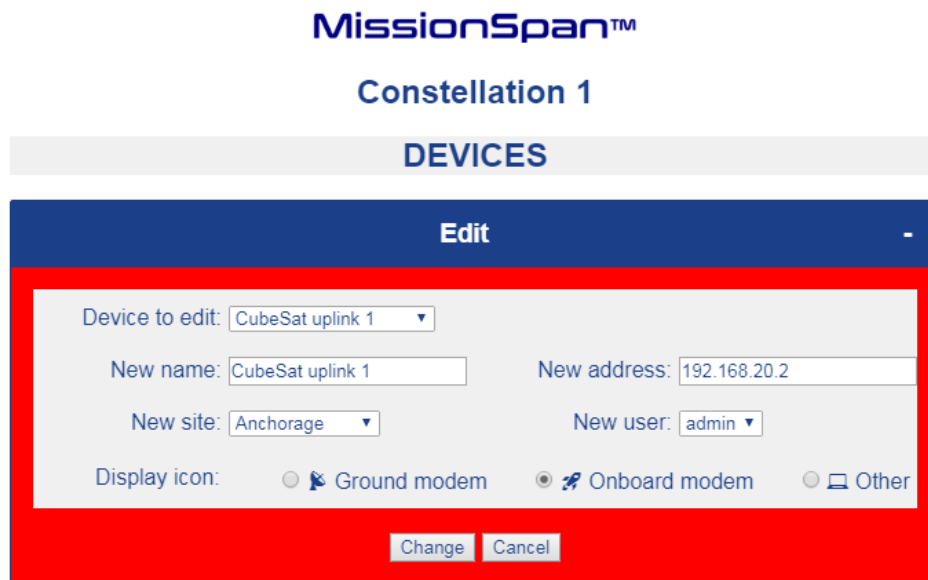 MissionSpan™
Constellation 1
DEVICES
Edit -
Device to edit: CubeSat uplink 1
New name: CubeSat uplink 1 New address: 192.168.20.2
New site: Anchorage New user: admin
Display icon: Ground modem Onboard modem Other
Change Cancel